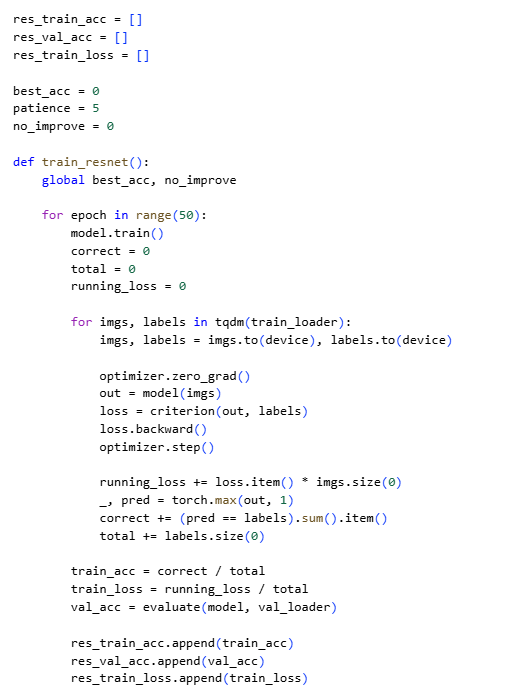 res_train_acc = []
res_val_acc = []
res_train_loss = []

best_acc = 0
patience = 5
no_improve = 0

def train_resnet():
    global best_acc, no_improve

    for epoch in range(50):
        model.train()
        correct = 0
        total = 0
        running_loss = 0

        for imgs, labels in tqdm(train_loader):
            imgs, labels = imgs.to(device), labels.to(device)

            optimizer.zero_grad()
            out = model(imgs)
            loss = criterion(out, labels)
            loss.backward()
            optimizer.step()

            running_loss += loss.item() * imgs.size(0)
            _, pred = torch.max(out, 1)
            correct += (pred == labels).sum().item()
            total += labels.size(0)

        train_acc = correct / total
        train_loss = running_loss / total
        val_acc = evaluate(model, val_loader)

        res_train_acc.append(train_acc)
        res_val_acc.append(val_acc)
        res_train_loss.append(train_loss)